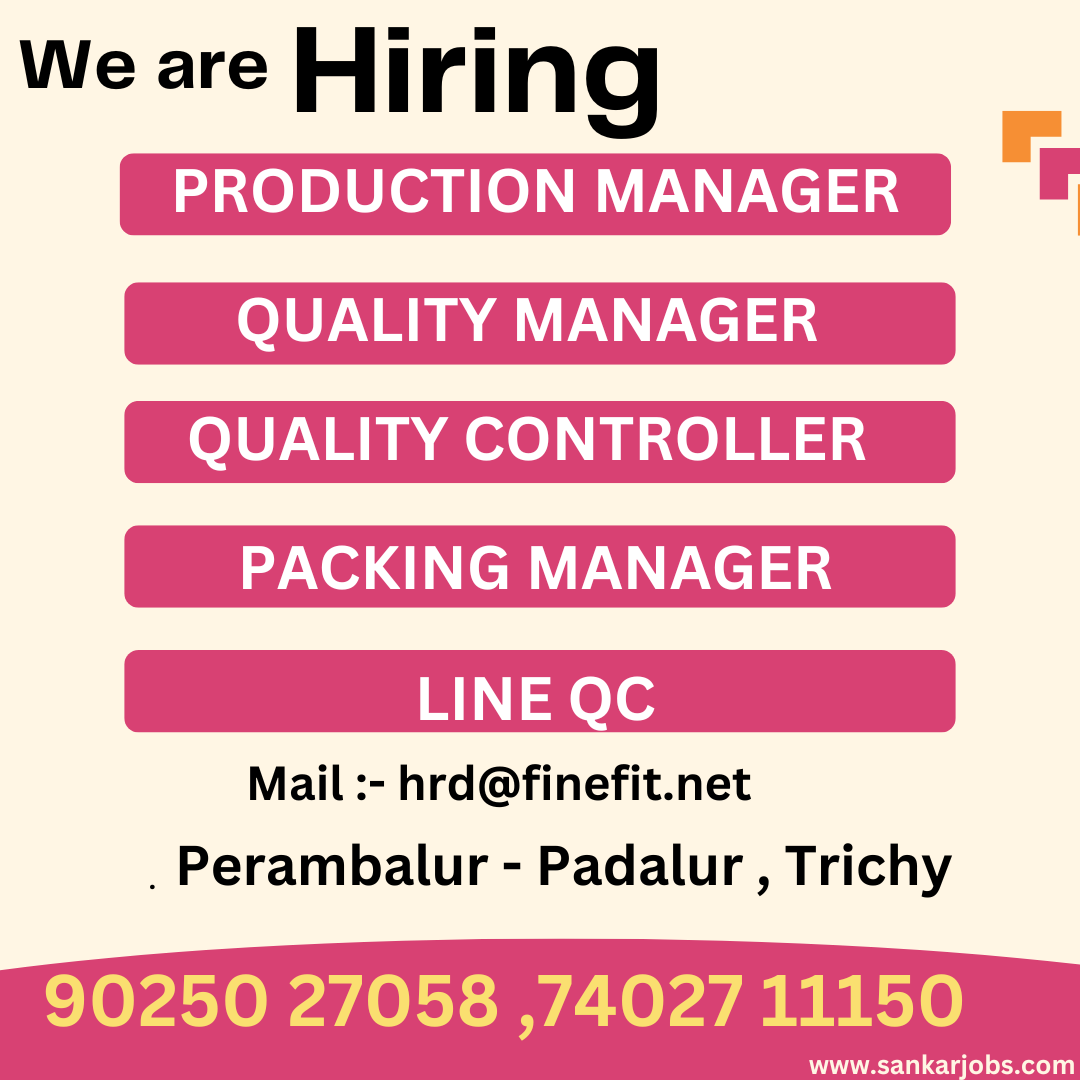 We are Hiring
PRODUCTION MANAGER
QUALITY MANAGER
QUALITY CONTROLLER
PACKING MANAGER
LINE QC
Mail :- hrd@finefit.net
. Perambalur - Padalur , Trichy
90250 27058 ,74027 11150
www.sankarjobs.com